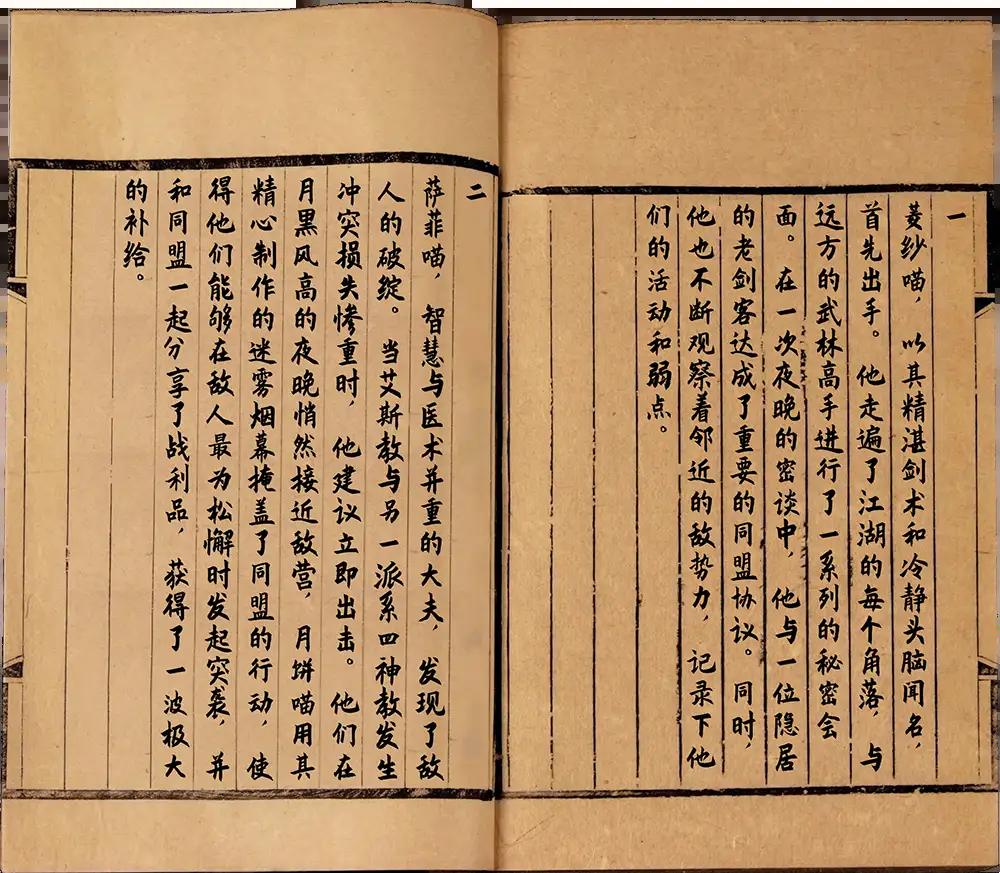 一
菱纱喵，以其精湛剑术和冷静头脑闻名，
首先出手。他走遍了江湖的每个角落，与
远方的武林高手进行了一系列的秘密会
面。在一次夜晚的密谈中，他与一位隐居
的老剑客达成了重要的同盟协议。同时，
他也不断观察着邻近的敌势力，记录下他
们的活动和弱点。
二
萨菲喵，智慧与医术并重的大夫，发现了敌
人的破绽。当艾斯教与另一派系四神教发生
冲突损失惨重时，他建议立即出击。他们在
月黑风高的夜晚悄然接近敌营，月饼喵用其
精心制作的迷雾烟幕掩盖了同盟的行动，使
得他们能够在敌人最为松懈时发起突袭，并
和同盟一起分享了战利品，获得了一波极大
的补给。